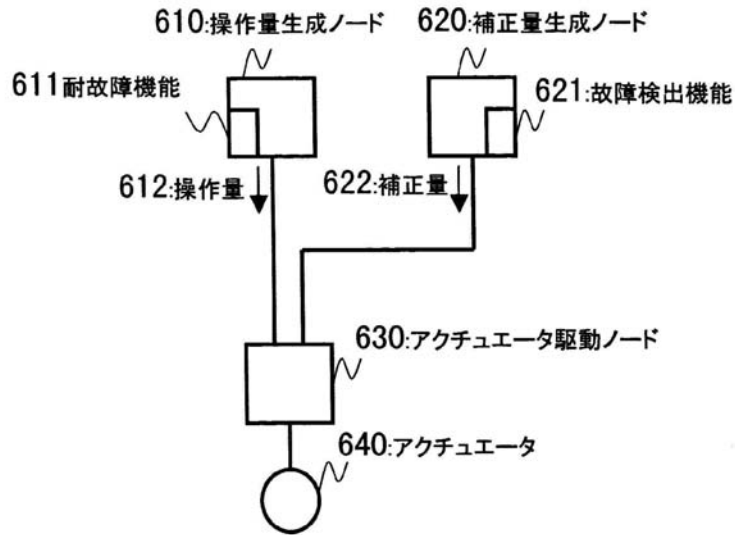 610:操作量生成ノード
620:補正量生成ノード
611耐故障機能
621:故障検出機能
612:操作量
622:補正量
630:アクチュエータ駆動ノード
640:アクチュエータ